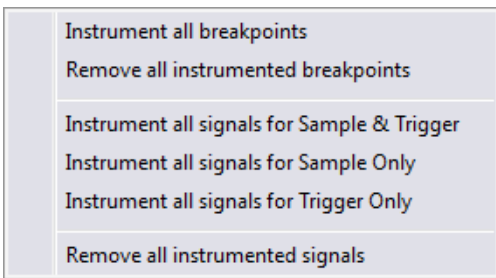 Instrument all breakpoints
Remove all instrumented breakpoints
Instrument all signals for Sample & Trigger
Instrument all signals for Sample Only
Instrument all signals for Trigger Only
Remove all instrumented signals